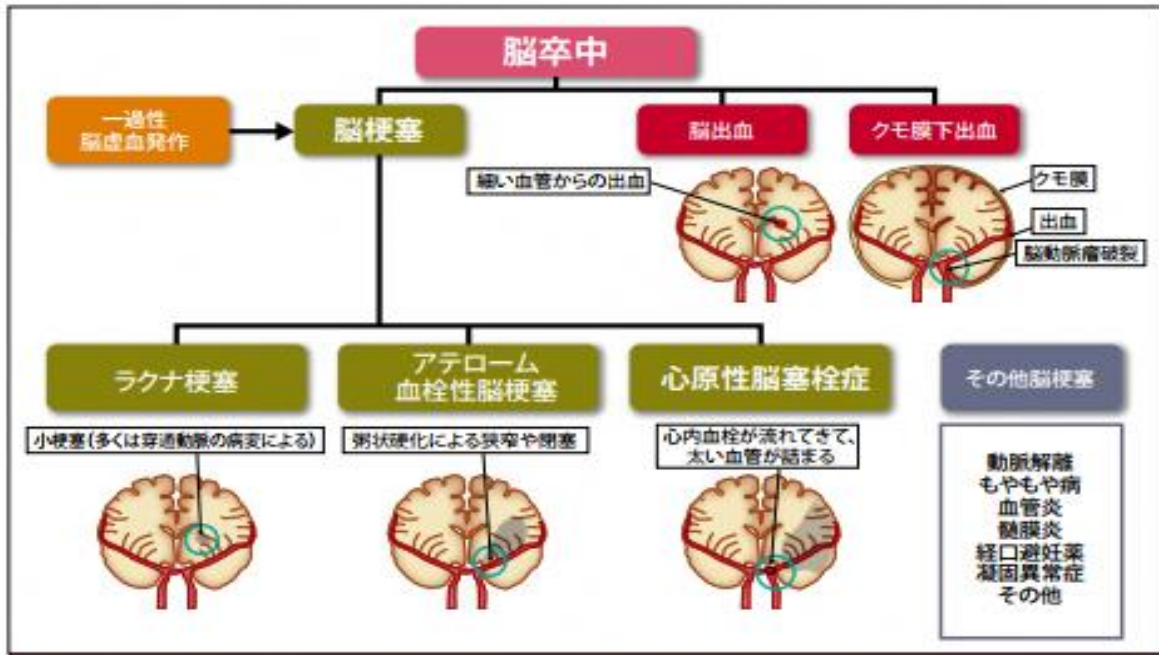 脳卒中
一過性
脳虚血発作
脳梗塞
脳出血
クモ膜下出血
細い血管からの出血
クモ膜
出血
脳動脈瘤破裂
ラクナ梗塞
アテローム
血栓性脳梗塞
心原性脳塞栓症
その他脳梗塞
小梗塞(多くは穿通動脈の病変による)
粥状硬化による狭窄や閉塞
心内血栓が流れてきて、
太い血管が詰まる
動脈解離
もやもや病
血管炎
髄膜炎
経口避妊薬
凝固異常症
その他